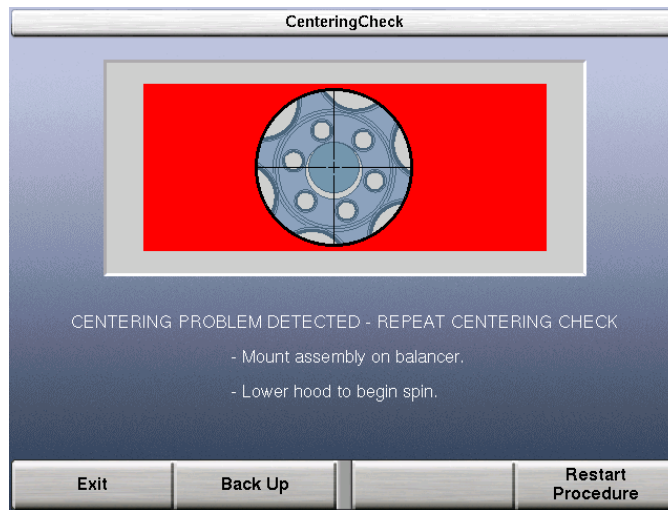 CenteringCheck
CENTERING PROBLEM DETECTED - REPEAT CENTERING CHECK
- Mount assembly on balancer.
- Lower hood to begin spin.
Exit
Back Up
Restart
Procedure